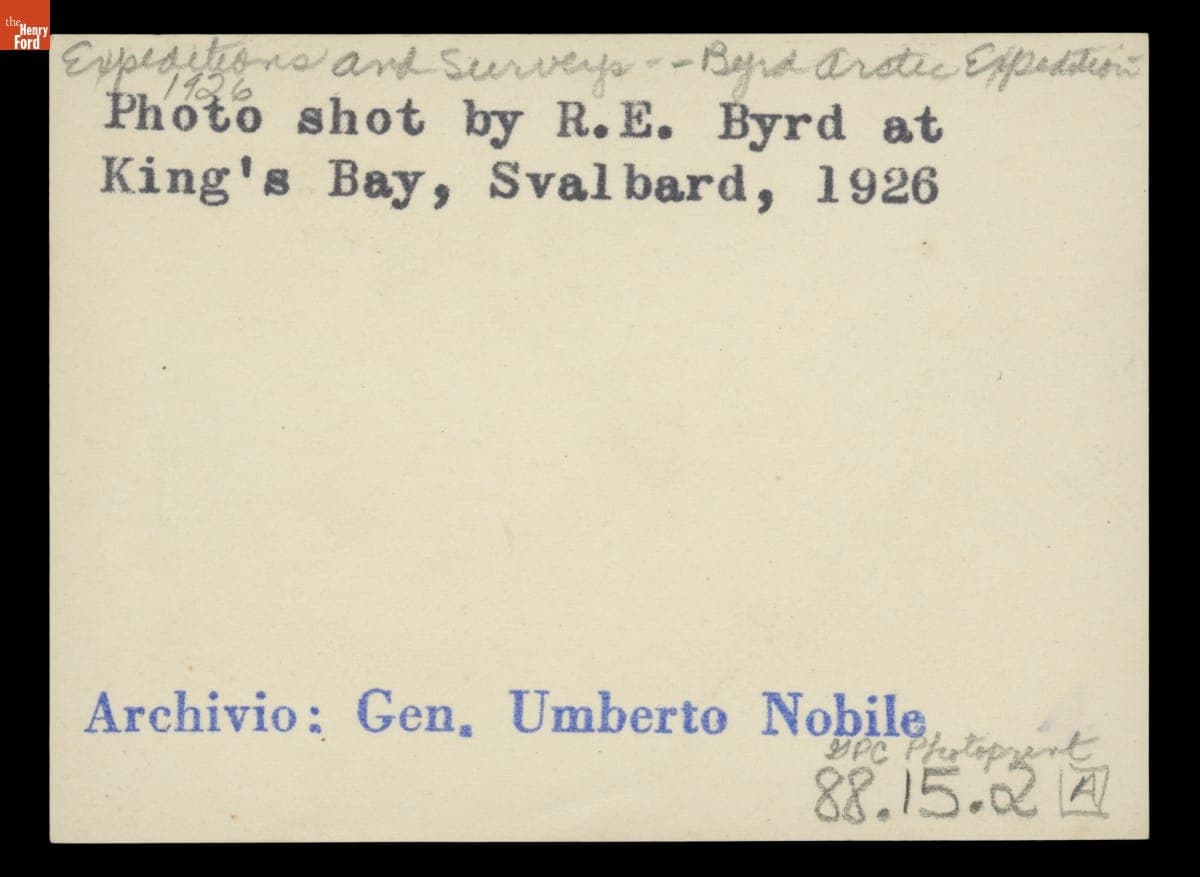 the
Henry
Ford
Expeditions and Surveys -- Byrd Arctic Expedition
1926
Photo shot by R.E. Byrd at
King's Bay, Svalbard, 1926
Archivio: Gen. Umberto Nobile
GPC Photoprint
88.15.2 A